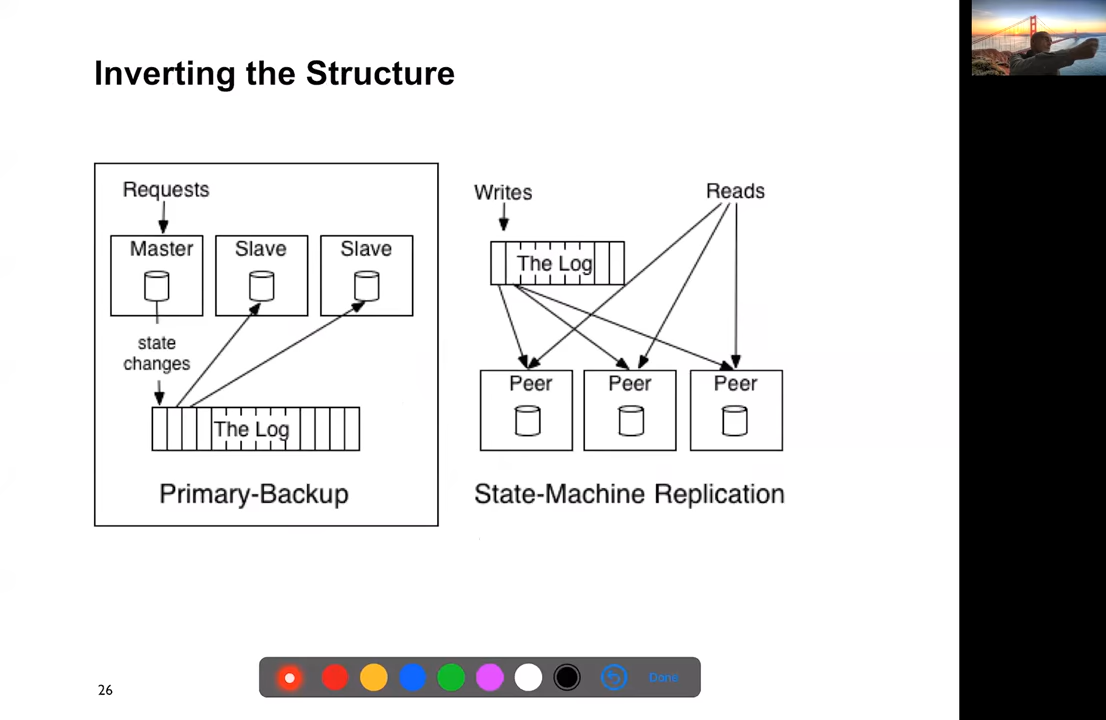 Inverting the Structure
Requests
Master Slave Slave
state
changes
The Log
Primary-Backup
Writes Reads
The Log
Peer Peer Peer
State-Machine Replication
26
Done